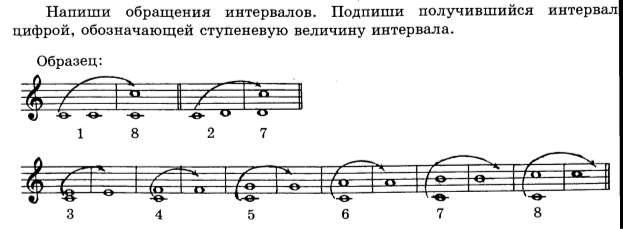 Напиши обращения интервалов. Подпиши получившийся интервал
цифрой, обозначающей ступеневую величину интервала.
Образец:
1 8 2 7
3 4 5 6 7 8